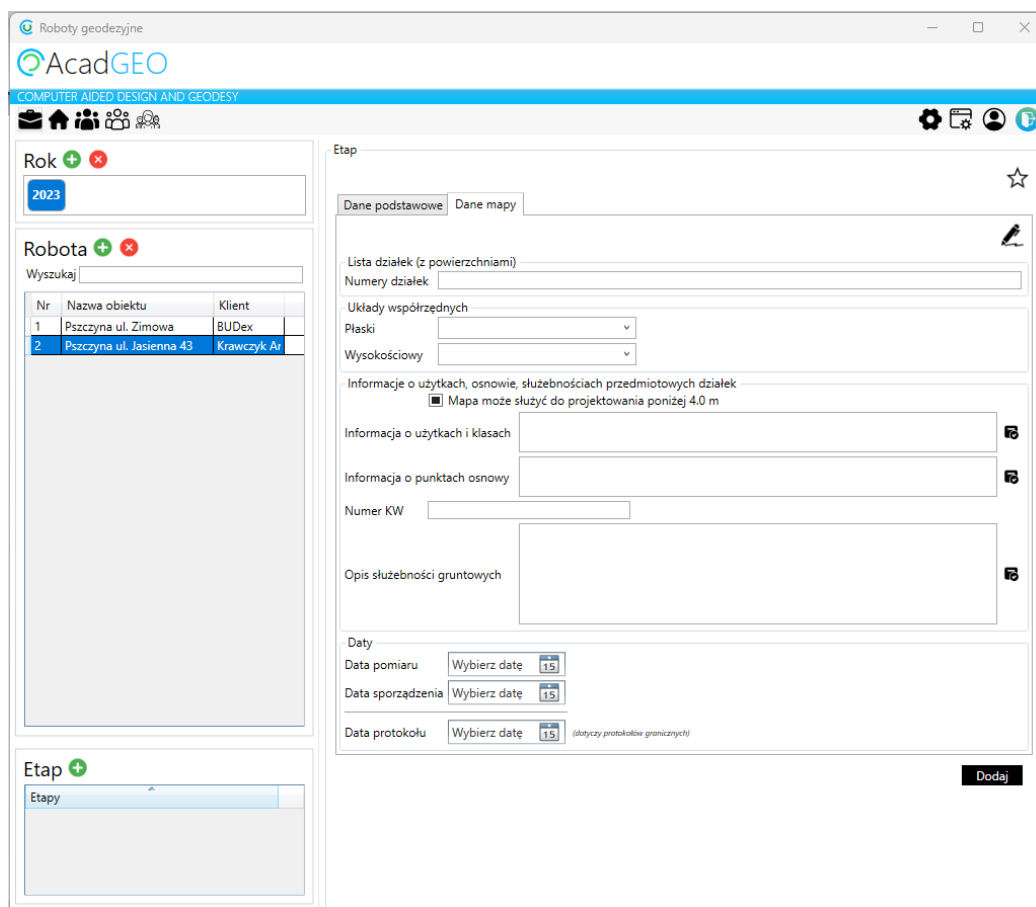 Roboty geodezyjne
AcadGEO
COMPUTER AIDED DESIGN AND GEODESY
Rok
2023
Robota
Wyszukaj
Nr Nazwa obiektu Klient
1 Pszczyna ul. Zimowa BUDex
2 Pszczyna ul. Jasienna 43 Krawczyk Ar
Etap
Etapy
Etap
Dane podstawowe Dane mapy
Lista działek (z powierzchniami)
Numery działek
Układy współrzędnych
Płaski
Wysokościowy
Informacje o użytkach, osnowie, służebnościach przedmiotowych działek
Mapa może służyć do projektowania poniżej 4.0 m
Informacja o użytkach i klasach
Informacja o punktach osnowy
Numer KW
Opis służebności gruntowych
Daty
Data pomiaru Wybierz datę 15
Data sporządzenia Wybierz datę 15
Data protokołu Wybierz datę 15 (dotyczy protokołów granicznych)
Dodaj